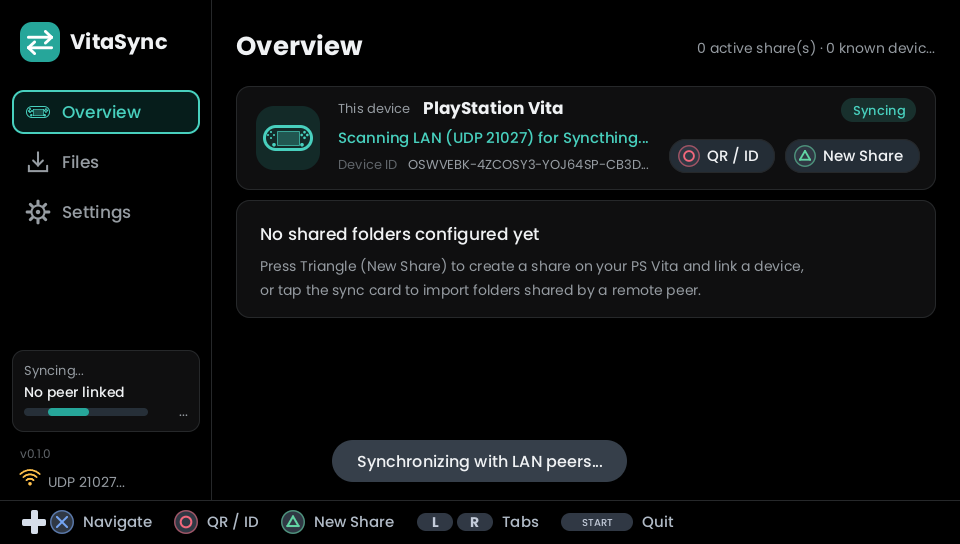 VitaSync
Overview
Files
Settings
Syncing...
No peer linked
...
v0.1.0
UDP 21027...
Overview
0 active share(s) · 0 known devic...
This device PlayStation Vita
Syncing
Scanning LAN (UDP 21027) for Syncthing...
Device ID OSWVEBK-4ZCOSY3-YOJ64SP-CB3D...
QR / ID
New Share
No shared folders configured yet
Press Triangle (New Share) to create a share on your PS Vita and link a device,
or tap the sync card to import folders shared by a remote peer.
Synchronizing with LAN peers...
Navigate QR / ID New Share L R Tabs START Quit